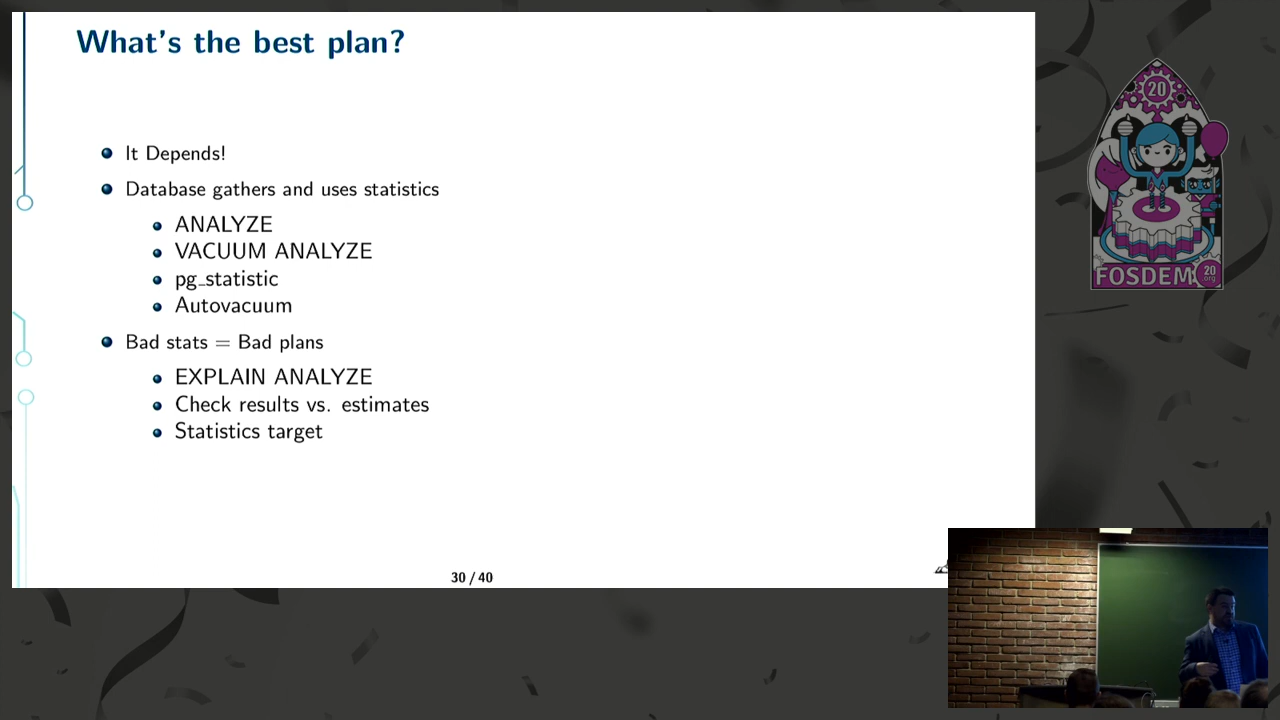 What's the best plan?
It Depends!
Database gathers and uses statistics
ANALYZE
VACUUM ANALYZE
pg_statistic
Autovacuum
Bad stats = Bad plans
EXPLAIN ANALYZE
Check results vs. estimates
Statistics target
30 / 40
20
FOSDEM
20
.org